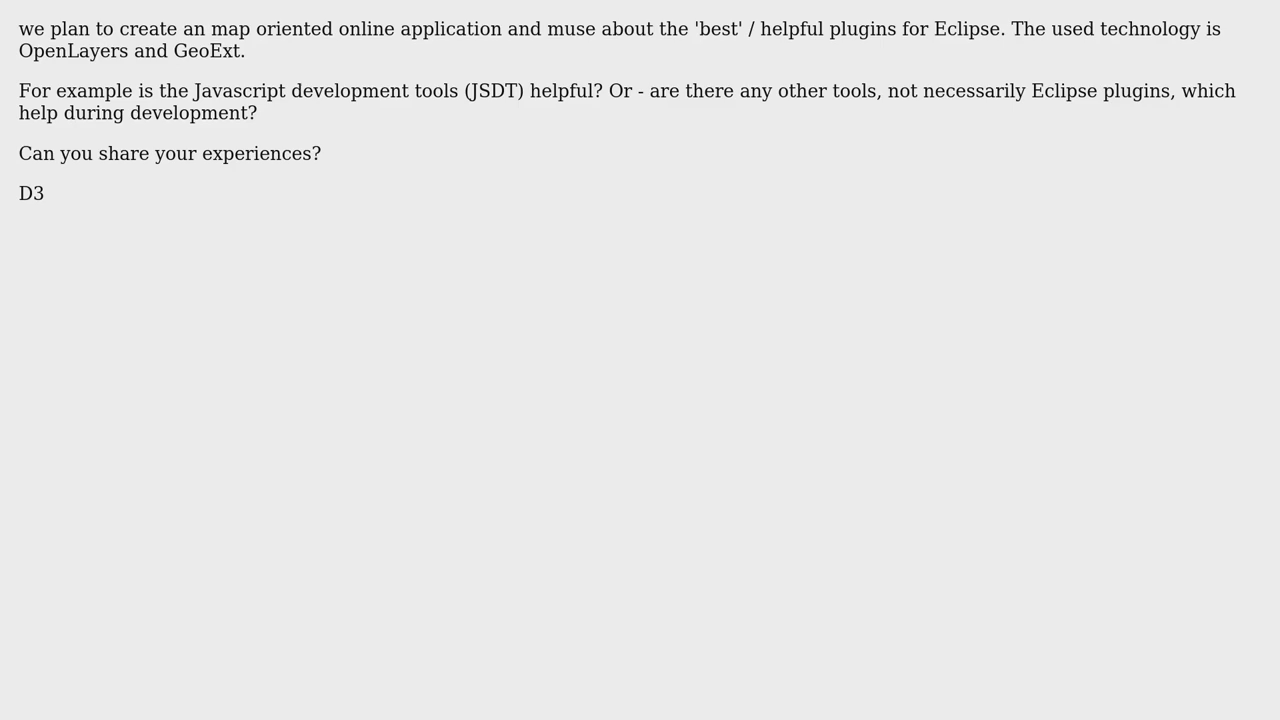 we plan to create an map oriented online application and muse about the 'best' / helpful plugins for Eclipse. The used technology is
OpenLayers and GeoExt.
For example is the Javascript development tools (JSDT) helpful? Or - are there any other tools, not necessarily Eclipse plugins, which
help during development?
Can you share your experiences?
D3